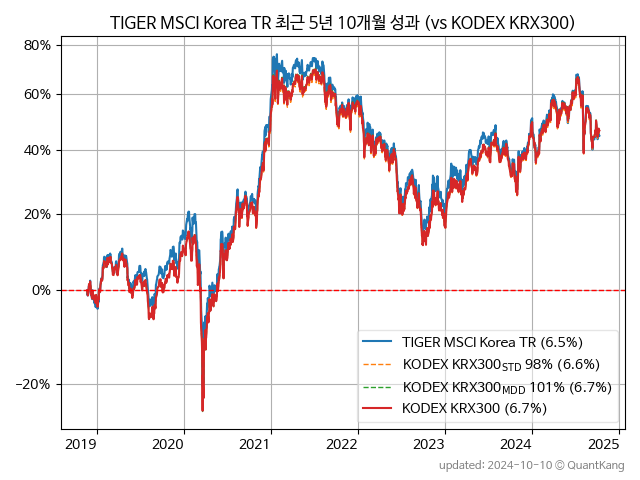 TIGER MSCI Korea TR 최근 5년 10개월 성과 (vs KODEX KRX300)
80%
60%
40%
20%
0%
−20%
TIGER MSCI Korea TR (6.5%)
KODEX KRX300STD 98% (6.6%)
KODEX KRX300MDD 101% (6.7%)
KODEX KRX300 (6.7%)
2019 2020 2021 2022 2023 2024 2025
updated: 2024-10-10 © QuantKang